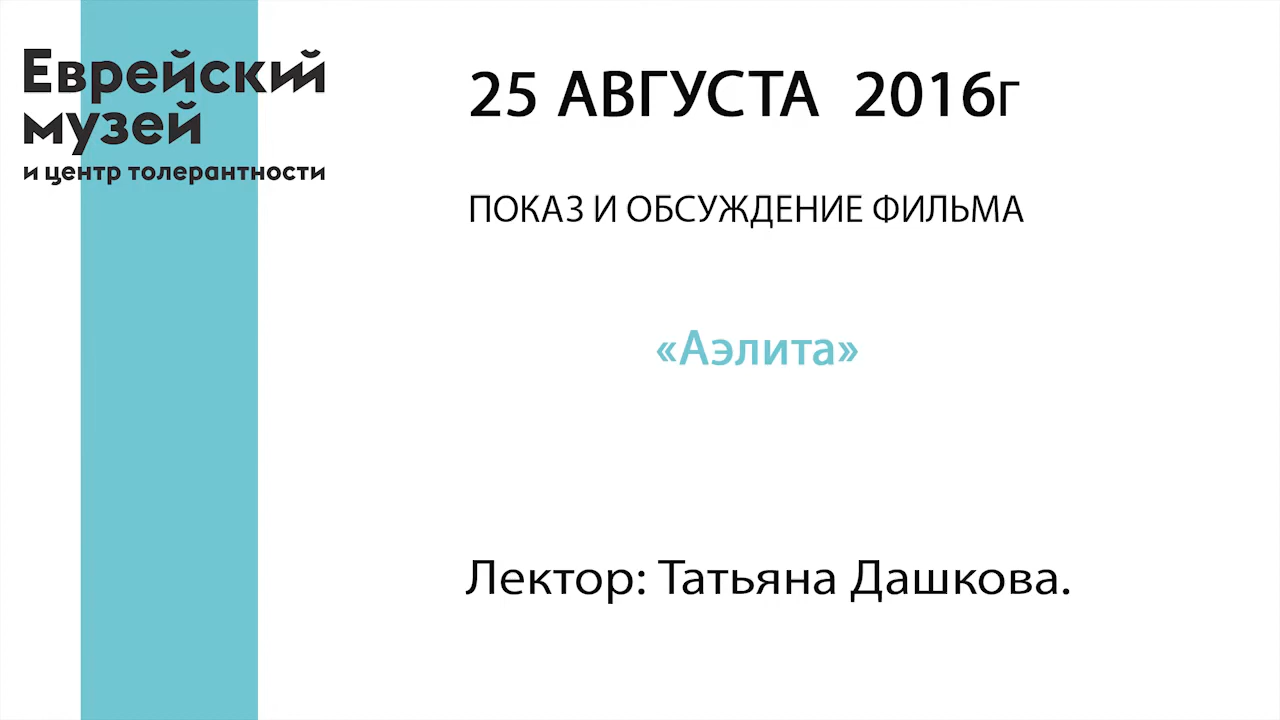 Еврейский
музей
и центр толерантности
25 АВГУСТА 2016г
ПОКАЗ И ОБСУЖДЕНИЕ ФИЛЬМА
«Аэлита»
Лектор: Татьяна Дашкова.